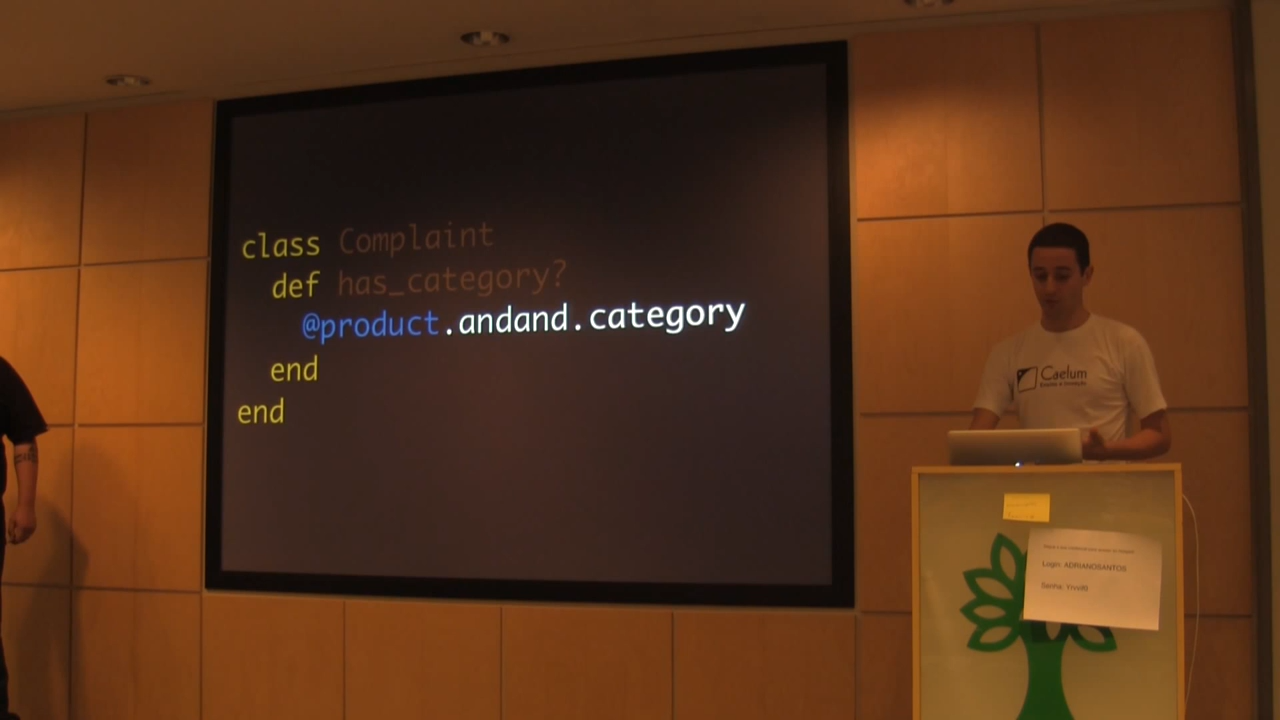 class Complaint
def has_category?
@product.andand.category
end
end
Caelum
Login: ADRIANOSANTOS